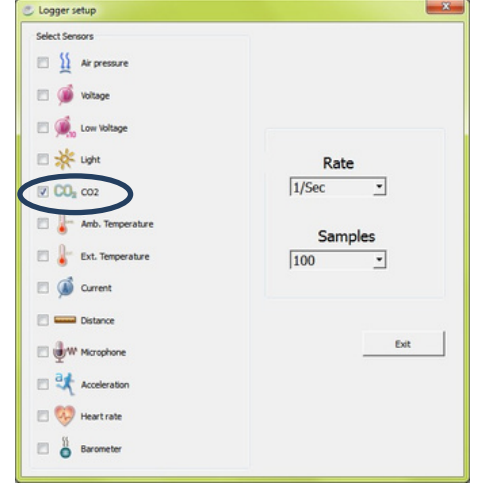 Logger setup
Select Sensors
Air pressure
Voltage
x10 Low Voltage
Light
CO₂ CO2
Amb. Temperature
Ext. Temperature
Current
Distance
Microphone
a Acceleration
Heart rate
Barometer
Rate
1/Sec
Samples
100
Exit